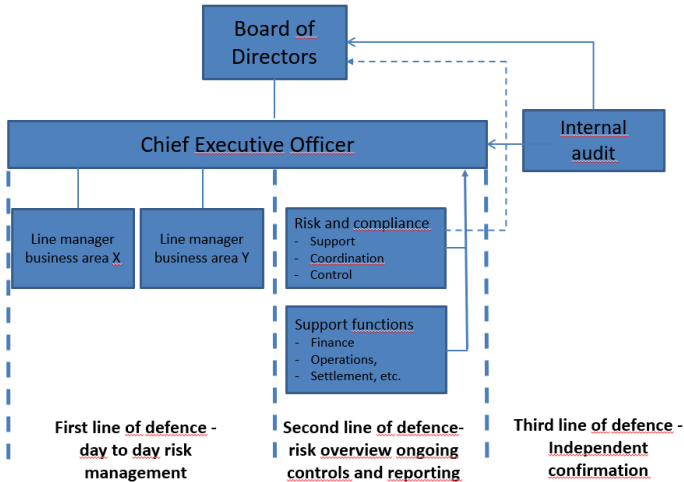 Board of
Directors
Chief Executive Officer
Internal
audit
Line manager
business area X
Line manager
business area Y
Risk and compliance
- Support
- Coordination
- Control
Support functions
- Finance
- Operations,
- Settlement, etc.
First line of defence -
day to day risk
management
Second line of defence-
risk overview ongoing
controls and reporting
Third line of defence -
Independent
confirmation